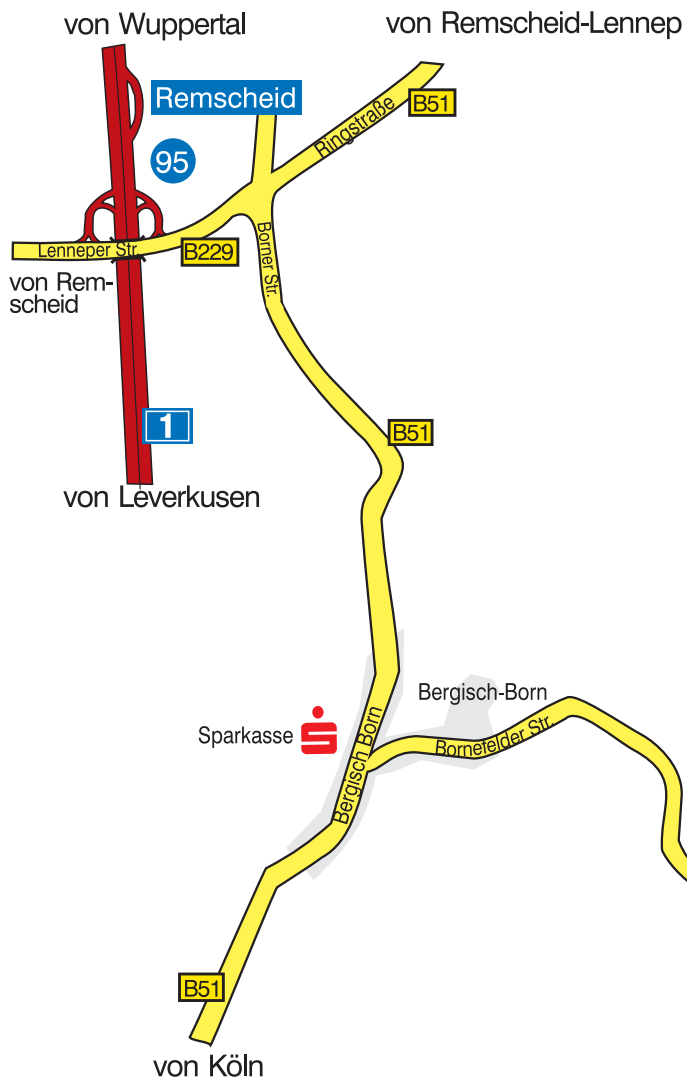 von Wuppertal
von Remscheid-Lennep
Remscheid
B51
Ringstraße
95
Lenneper Str.
B229
Borner Str.
von Rem-
scheid
1
B51
von Leverkusen
Bergisch-Born
Sparkasse
Bergisch Born
Bornefelder Str.
B51
von Köln